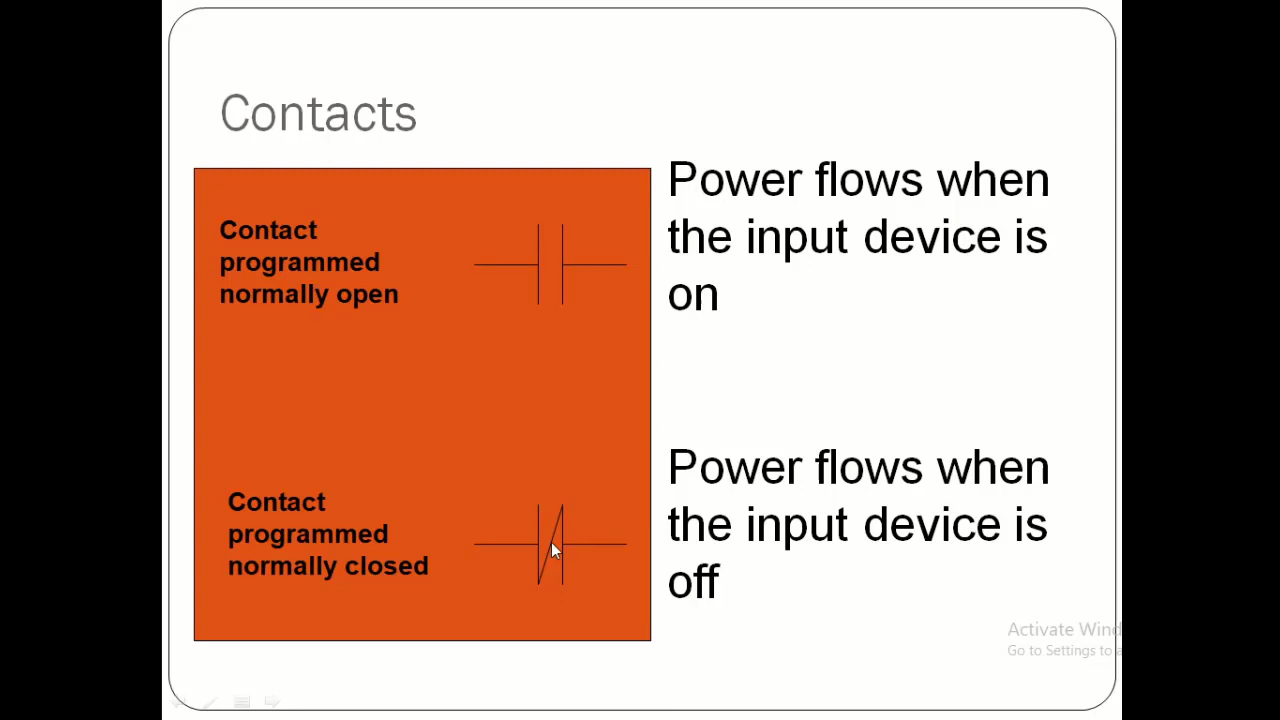 Contacts
Contact
programmed
normally open
Power flows when
the input device is
on
Contact
programmed
normally closed
Power flows when
the input device is
off
Activate Wind
Go to Settings to a